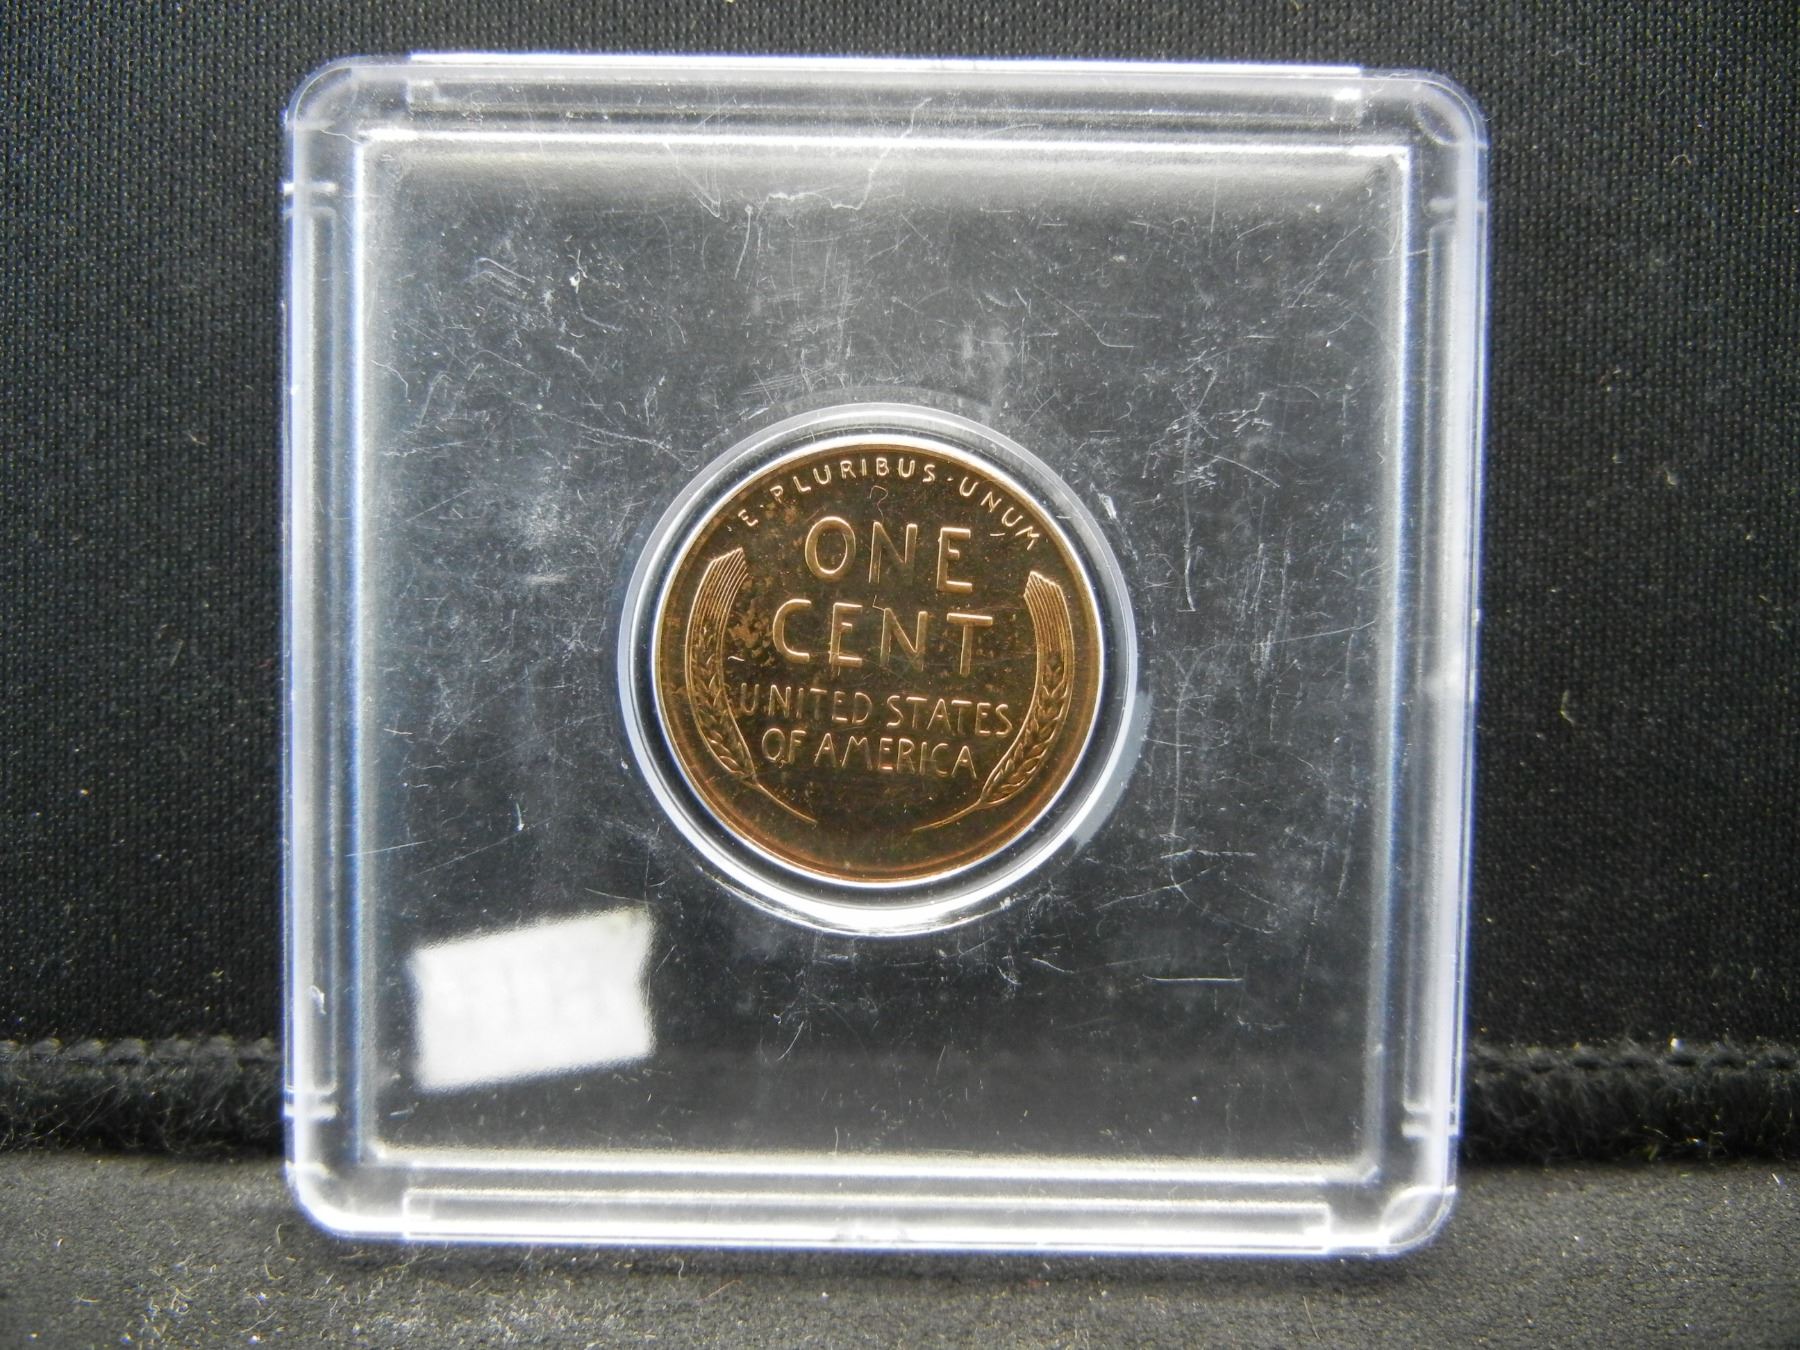 E · PLURIBUS · UNUM
ONE
CENT
UNITED STATES
OF AMERICA